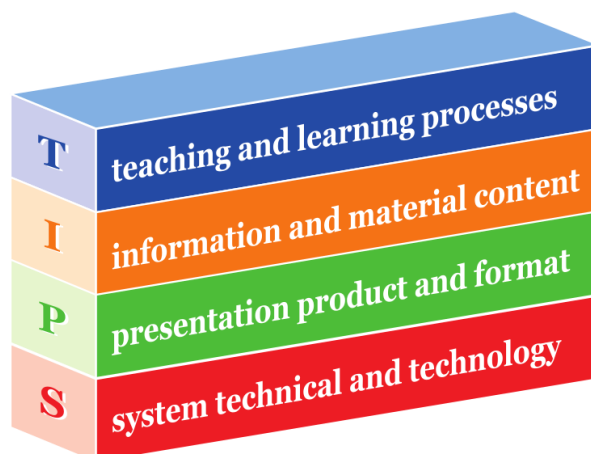 T teaching and learning processes
I information and material content
P presentation product and format
S system technical and technology